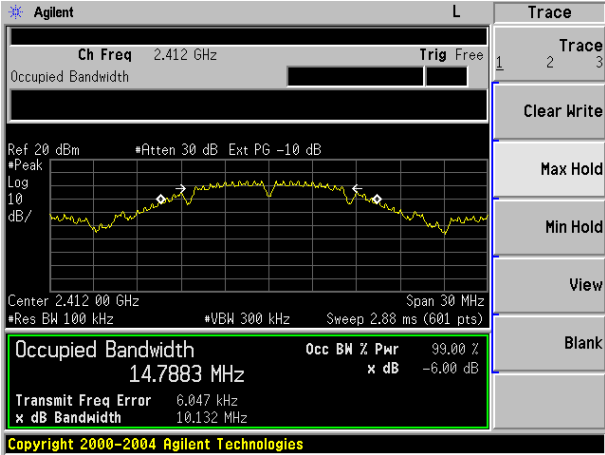 Agilent L Trace
Ch Freq 2.412 GHz Trig Free
Occupied Bandwidth
Trace
1 2 3
Clear Write
Max Hold
Min Hold
View
Blank
Ref 20 dBm #Atten 30 dB Ext PG -10 dB
#Peak
Log
10
dB/
Center 2.412 00 GHz Span 30 MHz
#Res BW 100 kHz #VBW 300 kHz Sweep 2.88 ms (601 pts)
Occupied Bandwidth Occ BW % Pwr 99.00 %
14.7883 MHz x dB -6.00 dB
Transmit Freq Error 6.047 kHz
x dB Bandwidth 10.132 MHz
Copyright 2000-2004 Agilent Technologies